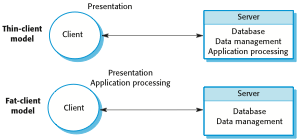 Presentation
Thin-client
model
Client
Server
Database
Data management
Application processing
Presentation
Application processing
Fat-client
model
Client
Server
Database
Data management